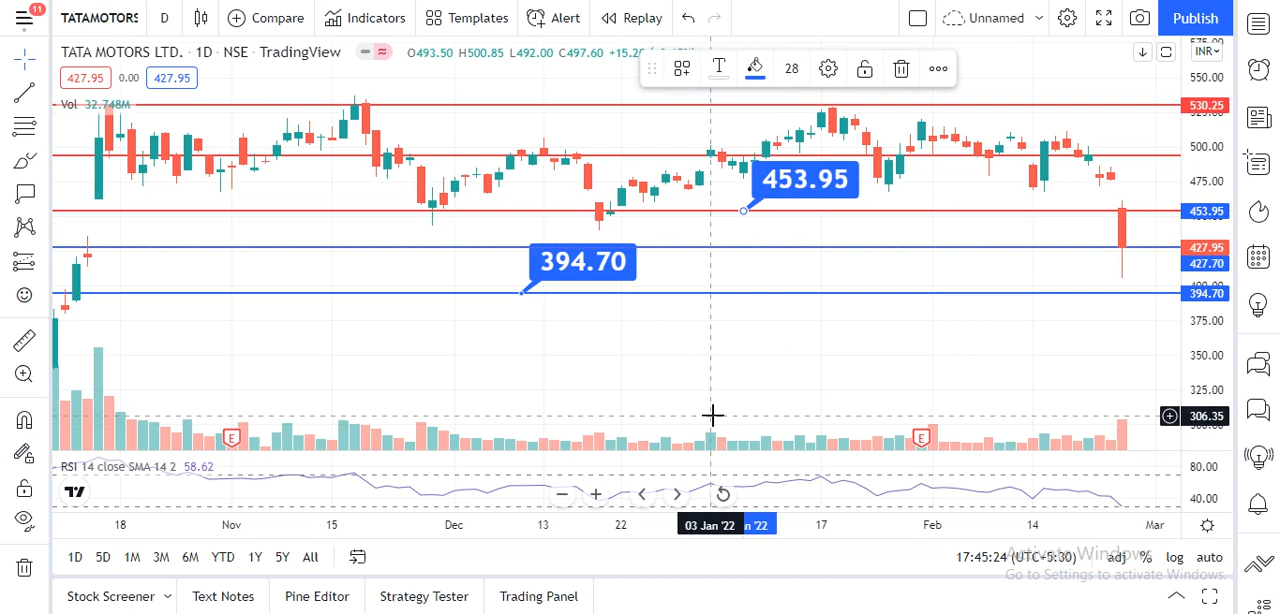 11
TATAMOTORS
D
Compare
Indicators
Templates
Alert
Replay
Unnamed
Publish
TATA MOTORS LTD. · 1D · NSE · TradingView
O493.50 H500.85 L492.00 C497.60
INR
427.95 0.00 427.95
T
28
Vol 32.748M
550.00
530.25
500.00
475.00
453.95
453.95
427.95
427.70
394.70
394.70
375.00
350.00
325.00
306.35
E
E
RSI 14 close SMA 14 2 58.62
80.00
40.00
18 Nov 15 Dec 13 22 03 Jan '22 17 Feb 14 Mar
1D 5D 1M 3M 6M YTD 1Y 5Y All
17:45:24 (UTC+5:30) adj % log auto
Activate Windows
Go to Settings to activate Windows.
Stock Screener
Text Notes
Pine Editor
Strategy Tester
Trading Panel